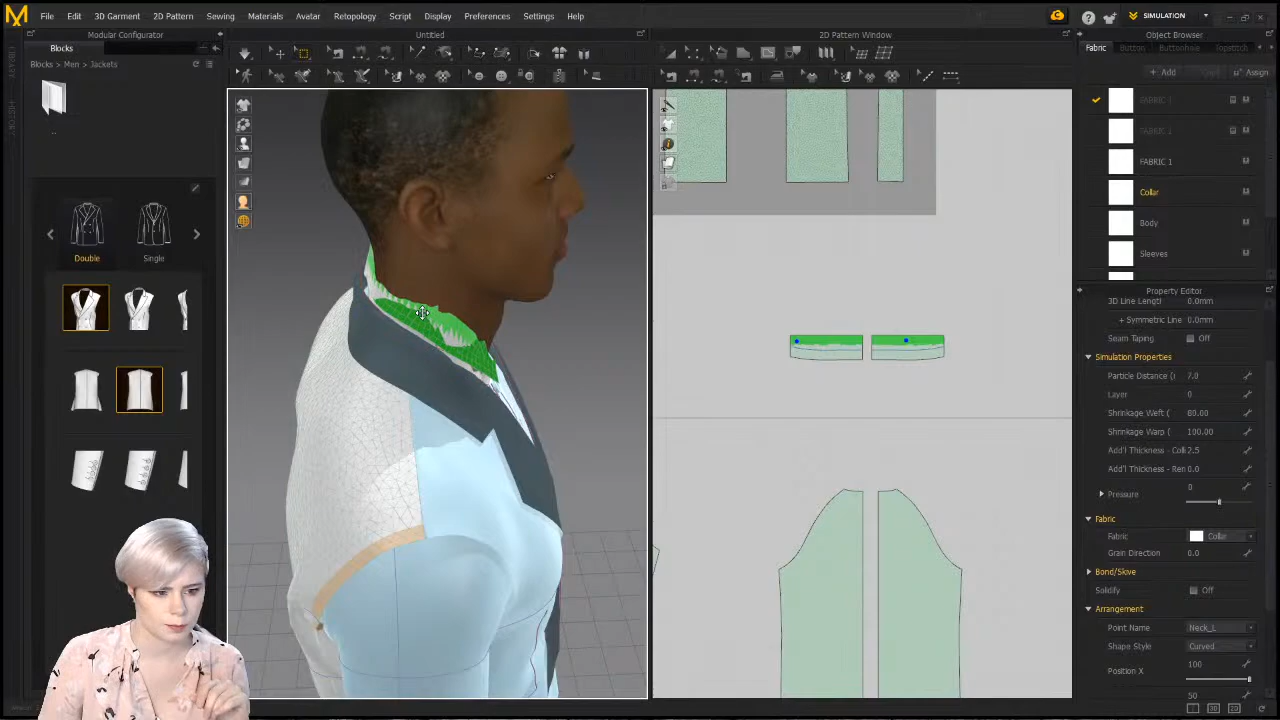 File Edit 3D Garment 2D Pattern Sewing Materials Avatar Retopology Script Display Preferences Settings Help
SIMULATION
Modular Configurator
Untitled
2D Pattern Window
Object Browser
Blocks
Fabric Button Buttonhole Topstitch
Blocks > Men > Jackets
+ Add
Assign
..
FABRIC 1
Collar
Body
Sleeves
Double
Single
Property Editor
3D Line Length 0.0mm
+ Symmetric Line 0.0mm
Seam Taping Off
Simulation Properties
Particle Distance ( 7.0
Layer 0
Shrinkage Weft ( 80.00
Shrinkage Warp ( 100.00
Add'l Thickness - Colli 2.5
Add'l Thickness - Ren 0.0
Pressure 0
Fabric
Fabric Collar
Grain Direction 0.0
Bond/Skive
Solidify Off
Arrangement
Point Name Neck_L
Shape Style Curved
Position X 100
50